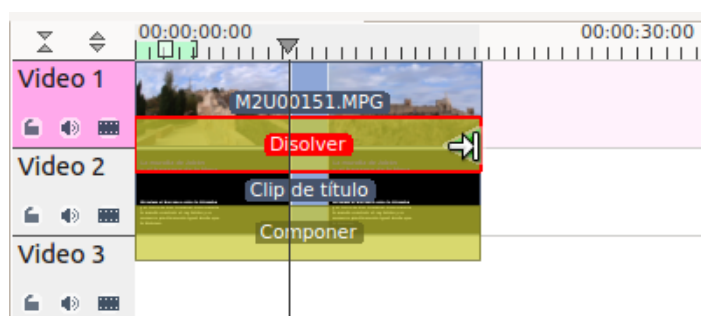 00:00:00:00 00:00:30:00
Video 1
M2U00151.MPG
Disolver
Video 2
Clip de título
Componer
Video 3